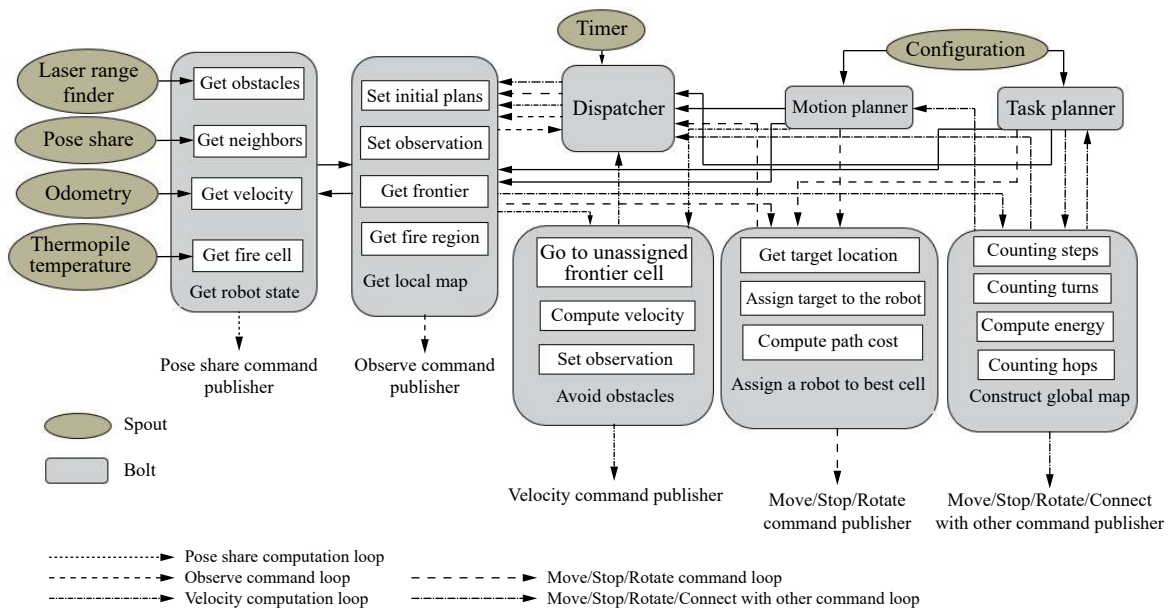 Timer
Configuration
Laser range
finder
Pose share
Odometry
Thermopile
temperature
Get obstacles
Get neighbors
Get velocity
Get fire cell
Get robot state
Set initial plans
Set observation
Get frontier
Get fire region
Get local map
Dispatcher
Motion planner
Task planner
Go to unassigned
frontier cell
Compute velocity
Set observation
Avoid obstacles
Get target location
Assign target to the robot
Compute path cost
Assign a robot to best cell
Counting steps
Counting turns
Compute energy
Counting hops
Construct global map
Pose share command
publisher
Observe command
publisher
Velocity command publisher
Move/Stop/Rotate
command publisher
Move/Stop/Rotate/Connect
with other command publisher
Spout
Bolt
Pose share computation loop
Observe command loop
Velocity computation loop
Move/Stop/Rotate command loop
Move/Stop/Rotate/Connect with other command loop